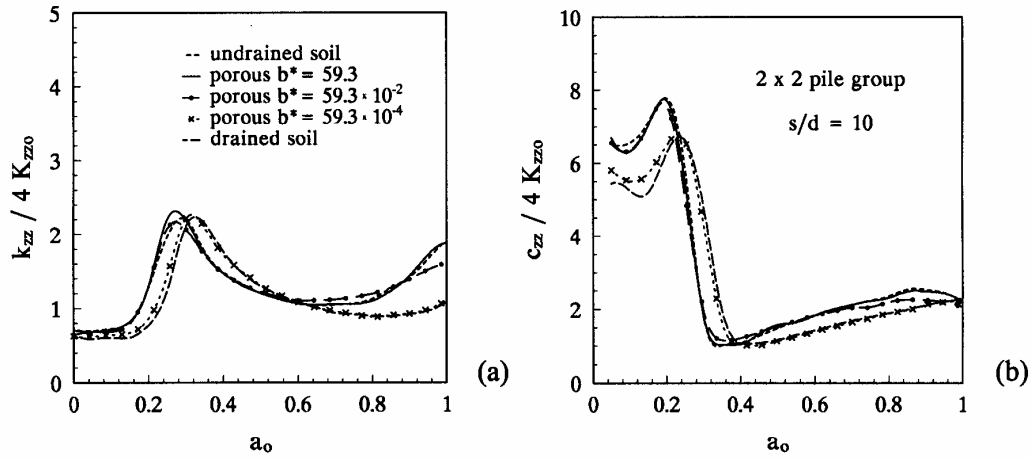 5
4
3
2
1
0
k_zz / 4 K_zzo
undrained soil
porous b* = 59.3
porous b* = 59.3 · 10^-2
porous b* = 59.3 · 10^-4
drained soil
0 0.2 0.4 0.6 0.8 1
a_o
(a)
10
8
6
4
2
0
c_zz / 4 K_zzo
2 x 2 pile group
s/d = 10
0 0.2 0.4 0.6 0.8 1
a_o
(b)